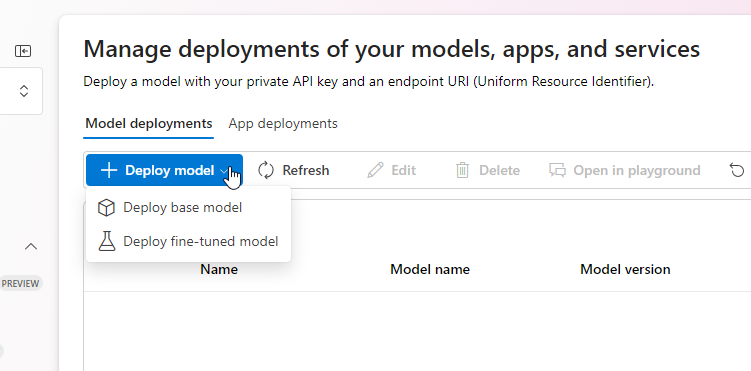 Manage deployments of your models, apps, and services
Deploy a model with your private API key and an endpoint URI (Uniform Resource Identifier).
Model deployments App deployments
Deploy model Refresh Edit Delete Open in playground
Deploy base model
Deploy fine-tuned model
Name Model name Model version
PREVIEW